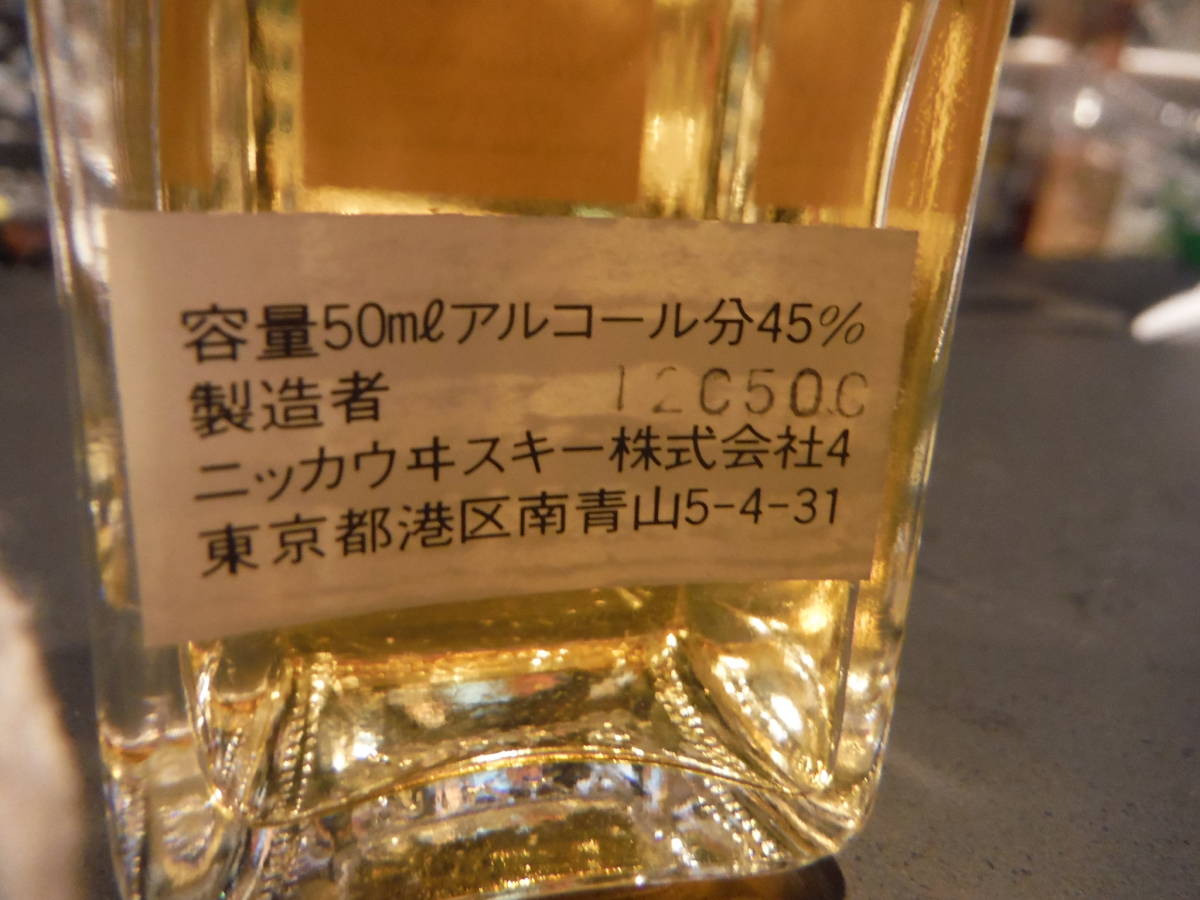 容量50mℓアルコール分45%
製造者 12C50C
ニッカウヰスキー株式会社4
東京都港区南青山5-4-31